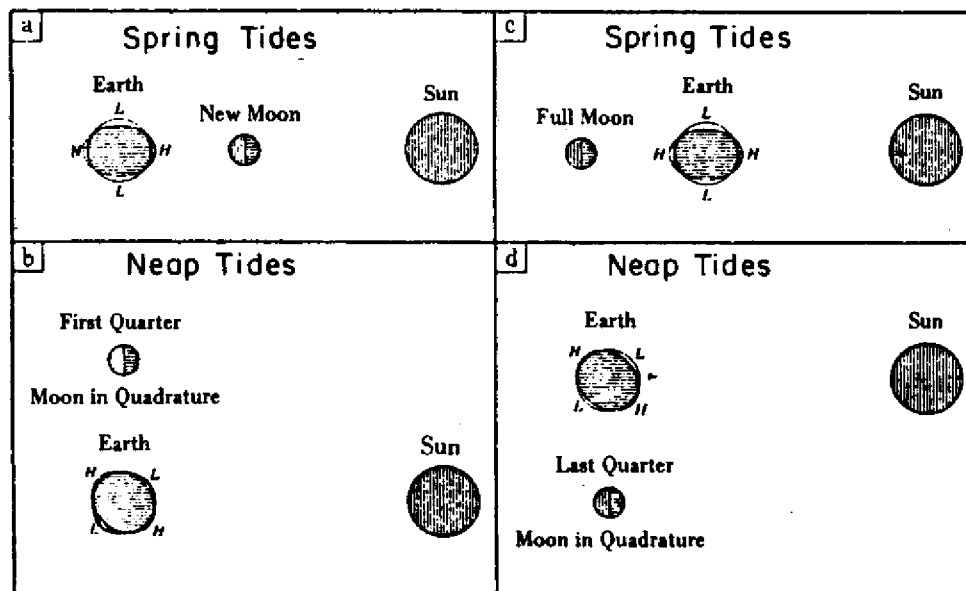 a
Spring Tides
Earth
L
New Moon
Sun
H
H
L
c
Spring Tides
Earth
Sun
L
Full Moon
H
H
L
b
Neap Tides
First Quarter
Moon in Quadrature
Earth
Sun
H
L
L
H
d
Neap Tides
Earth
Sun
H
L
L
H
Last Quarter
Moon in Quadrature